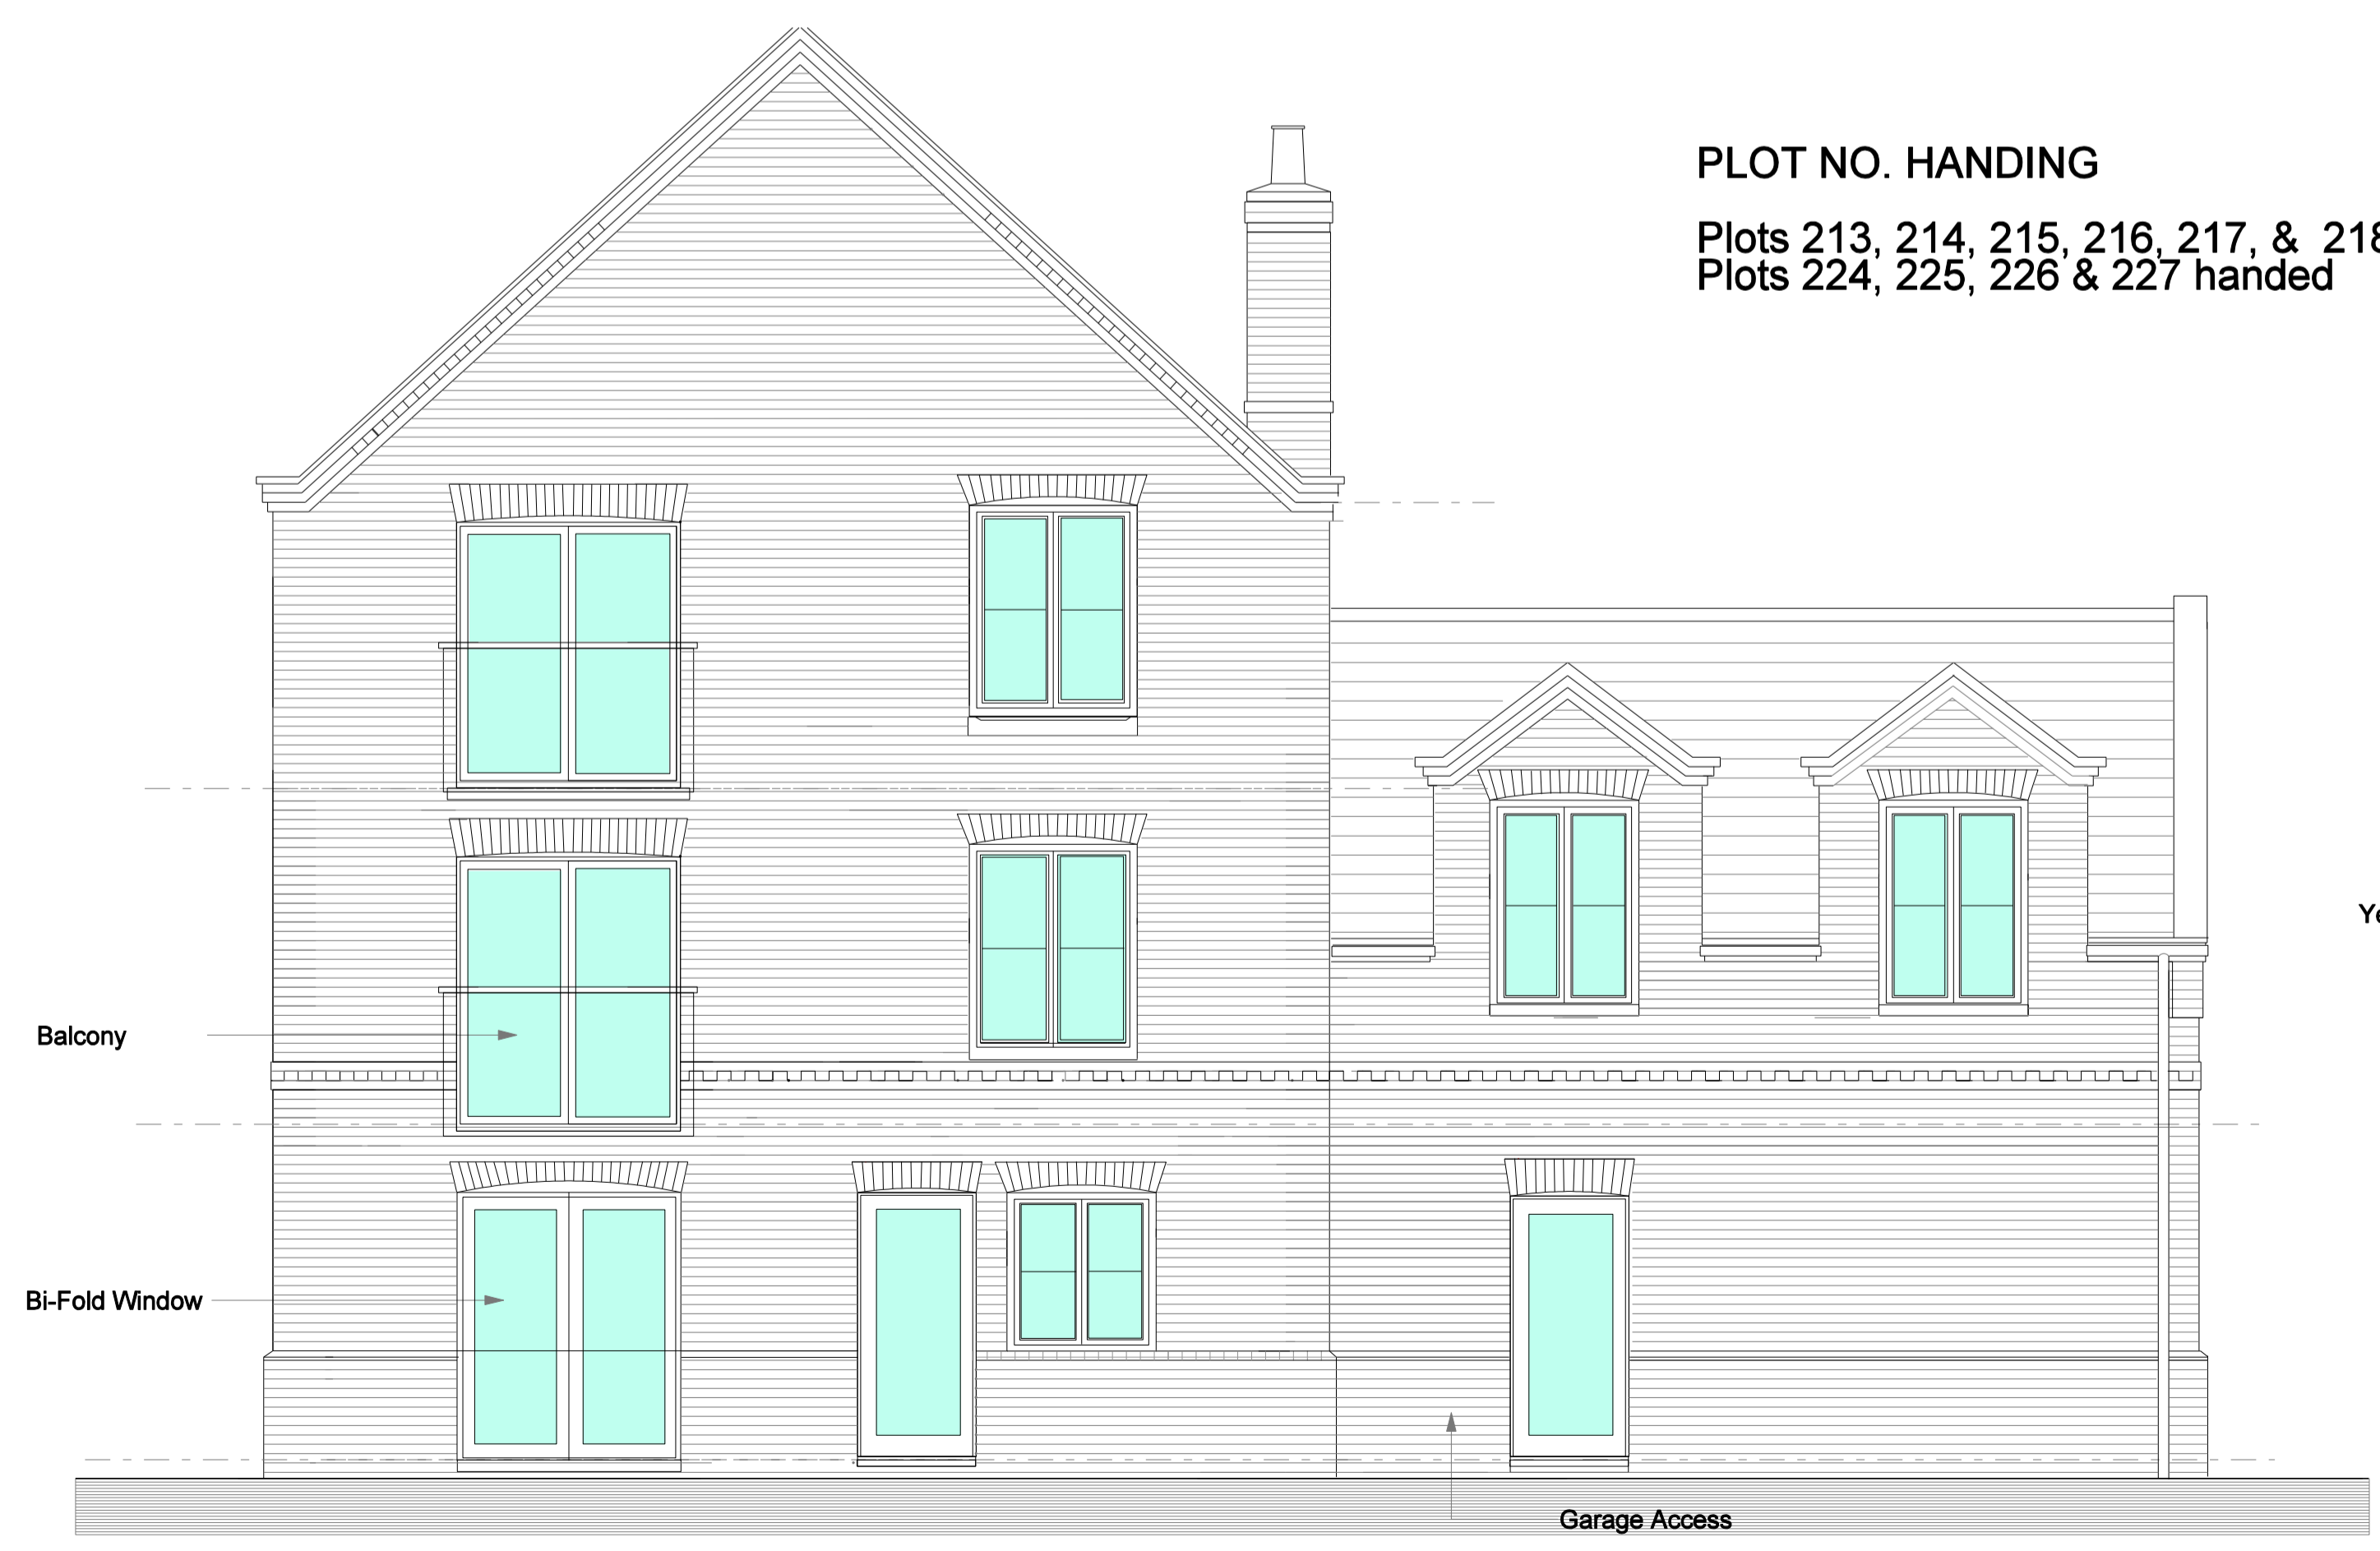 PLOT NO. HANDING
Plots 213, 214, 215, 216, 217, & 218
Plots 224, 225, 226 & 227 handed
Balcony
Bi-Fold Window
Garage Access